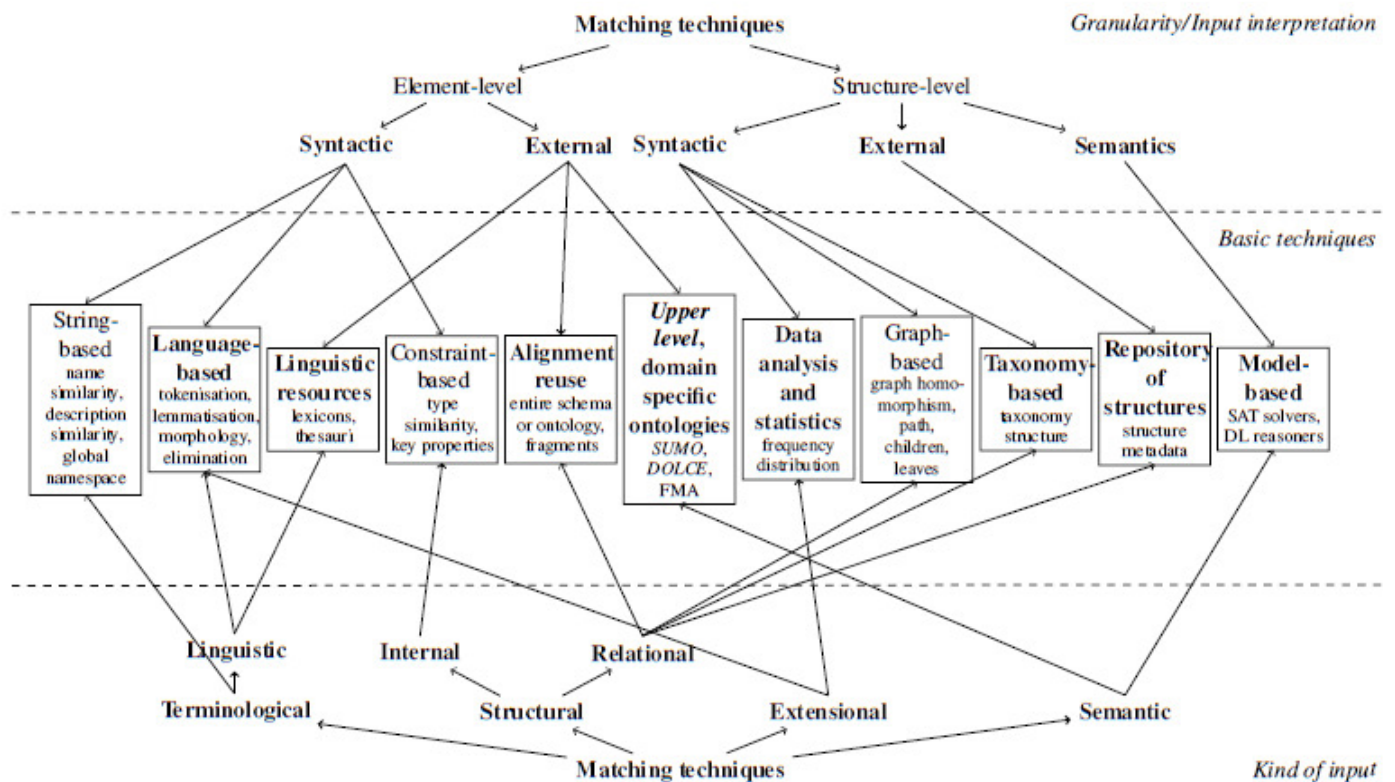 Matching techniques
Granularity/Input interpretation
Element-level
Structure-level
Syntactic
External
Syntactic
External
Semantics
Basic techniques
String-
based
name
similarity,
description
similarity,
global
namespace
Language-
based
tokenisation,
lemmatisation,
morphology,
elimination
Linguistic
resources
lexicons,
thesauri
Constraint-
based
type
similarity,
key properties
Alignment
reuse
entire schema
or ontology,
fragments
Upper
level,
domain
specific
ontologies
SUMO,
DOLCE,
FMA
Data
analysis
and
statistics
frequency
distribution
Graph-
based
graph homo-
morphism,
path,
children,
leaves
Taxonomy-
based
taxonomy
structure
Repository
of
structures
structure
metadata
Model-
based
SAT solvers,
DL reasoners
Linguistic
Internal
Relational
Terminological
Structural
Extensional
Semantic
Matching techniques
Kind of input